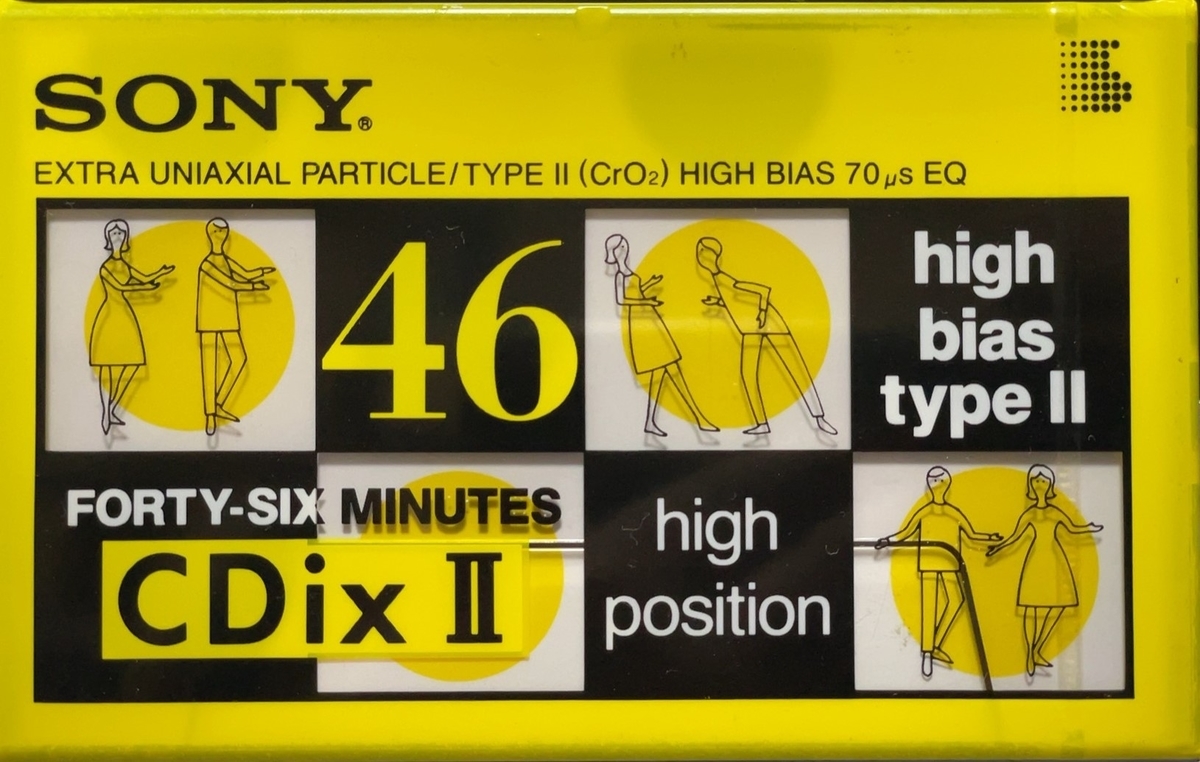 SONY®
EXTRA UNIAXIAL PARTICLE/TYPE II (CrO₂) HIGH BIAS 70μs EQ
46
high
bias
type II
FORTY-SIX MINUTES
CDix II
high
position